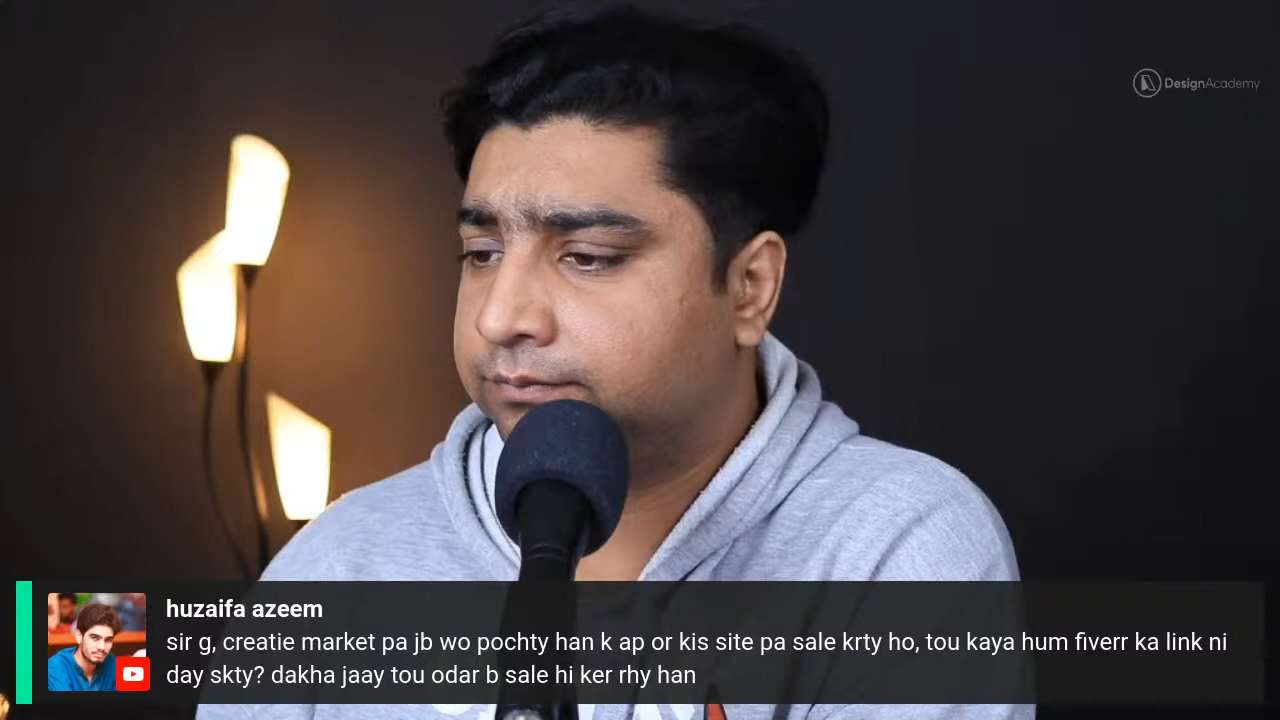 DesignAcademy
huzaifa azeem
sir g, creatie market pa jb wo pochty han k ap or kis site pa sale krty ho, tou kaya hum fiverr ka link ni
day skty? dakha jaay tou odar b sale hi ker rhy han